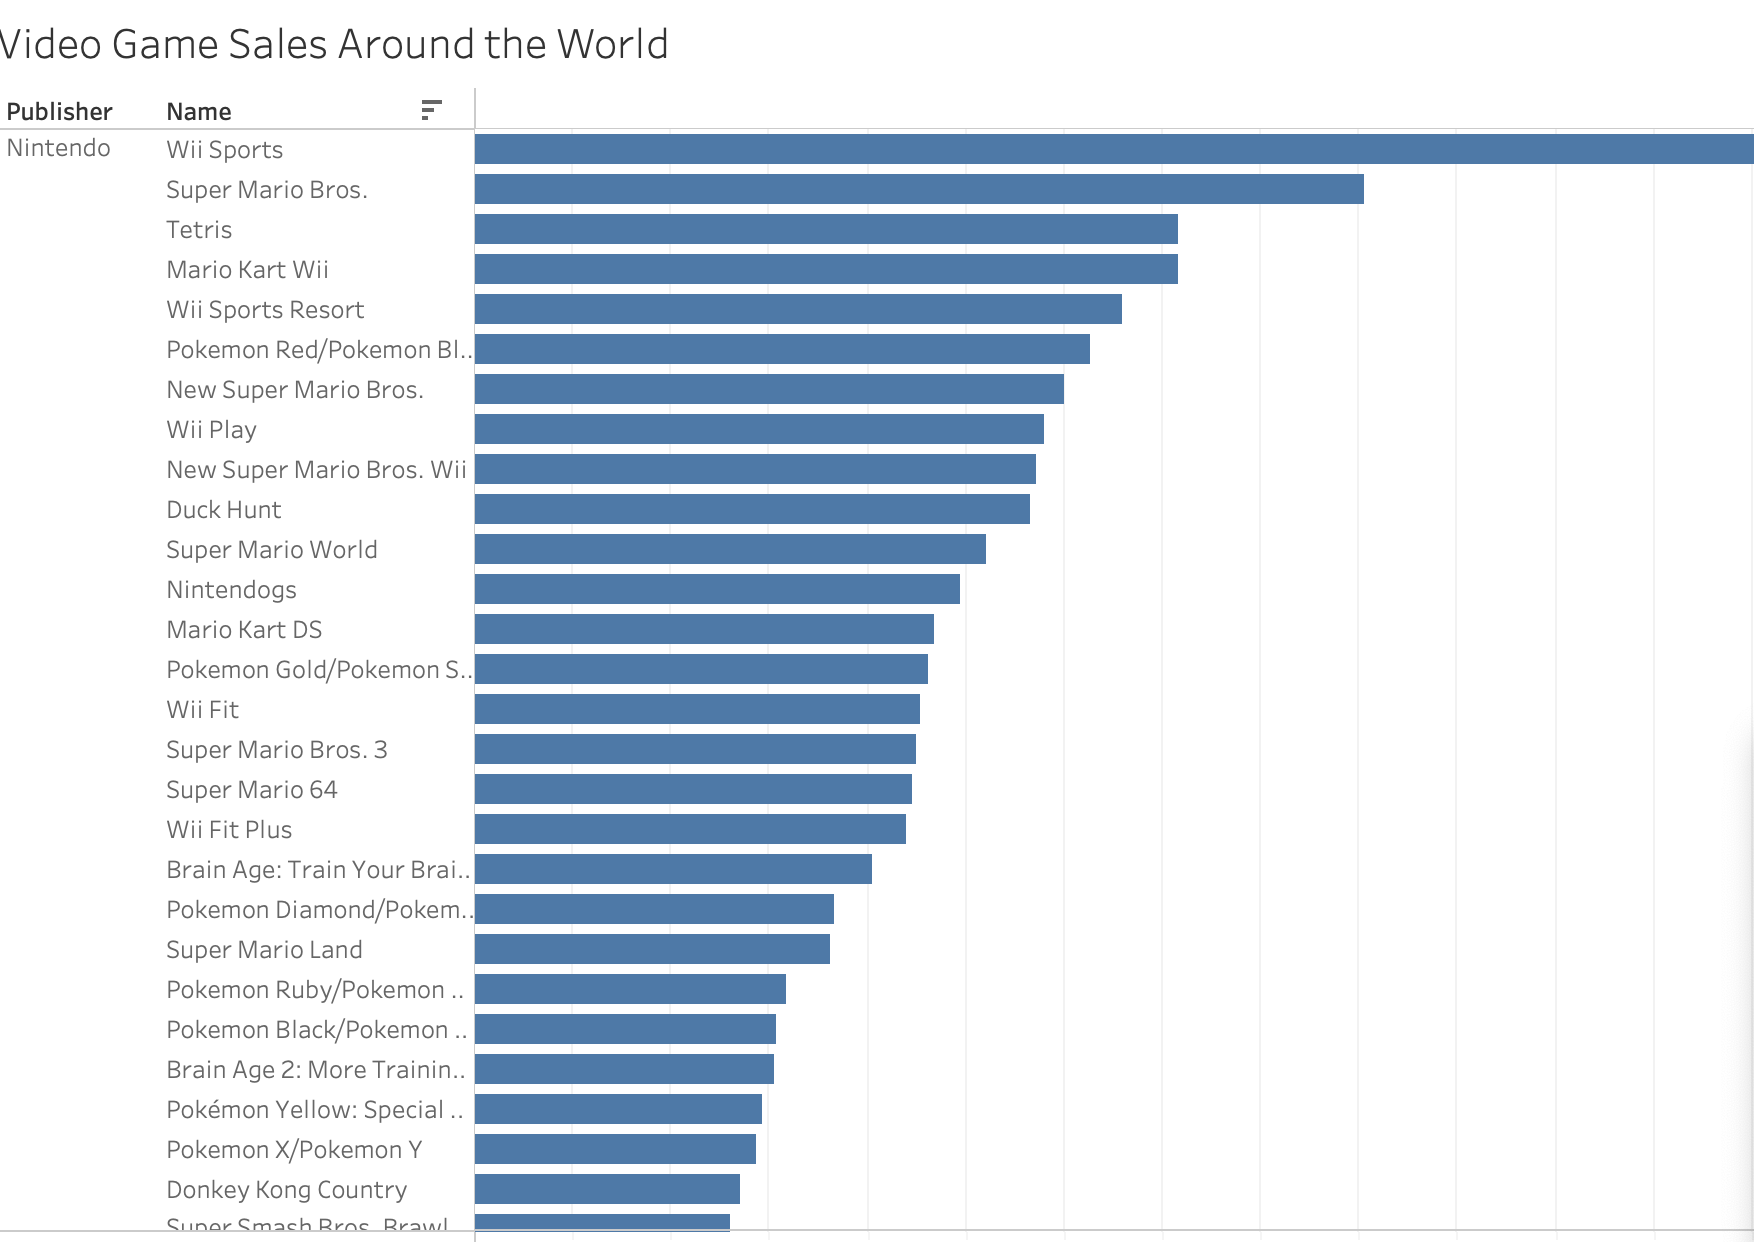 Video Game Sales Around the World
Publisher Name
Nintendo Wii Sports
Super Mario Bros.
Tetris
Mario Kart Wii
Wii Sports Resort
Pokemon Red/Pokemon Bl..
New Super Mario Bros.
Wii Play
New Super Mario Bros. Wii
Duck Hunt
Super Mario World
Nintendogs
Mario Kart DS
Pokemon Gold/Pokemon S..
Wii Fit
Super Mario Bros. 3
Super Mario 64
Wii Fit Plus
Brain Age: Train Your Brai..
Pokemon Diamond/Pokem..
Super Mario Land
Pokemon Ruby/Pokemon ..
Pokemon Black/Pokemon ..
Brain Age 2: More Trainin..
Pokémon Yellow: Special ..
Pokemon X/Pokemon Y
Donkey Kong Country
Super Smash Bros. Brawl